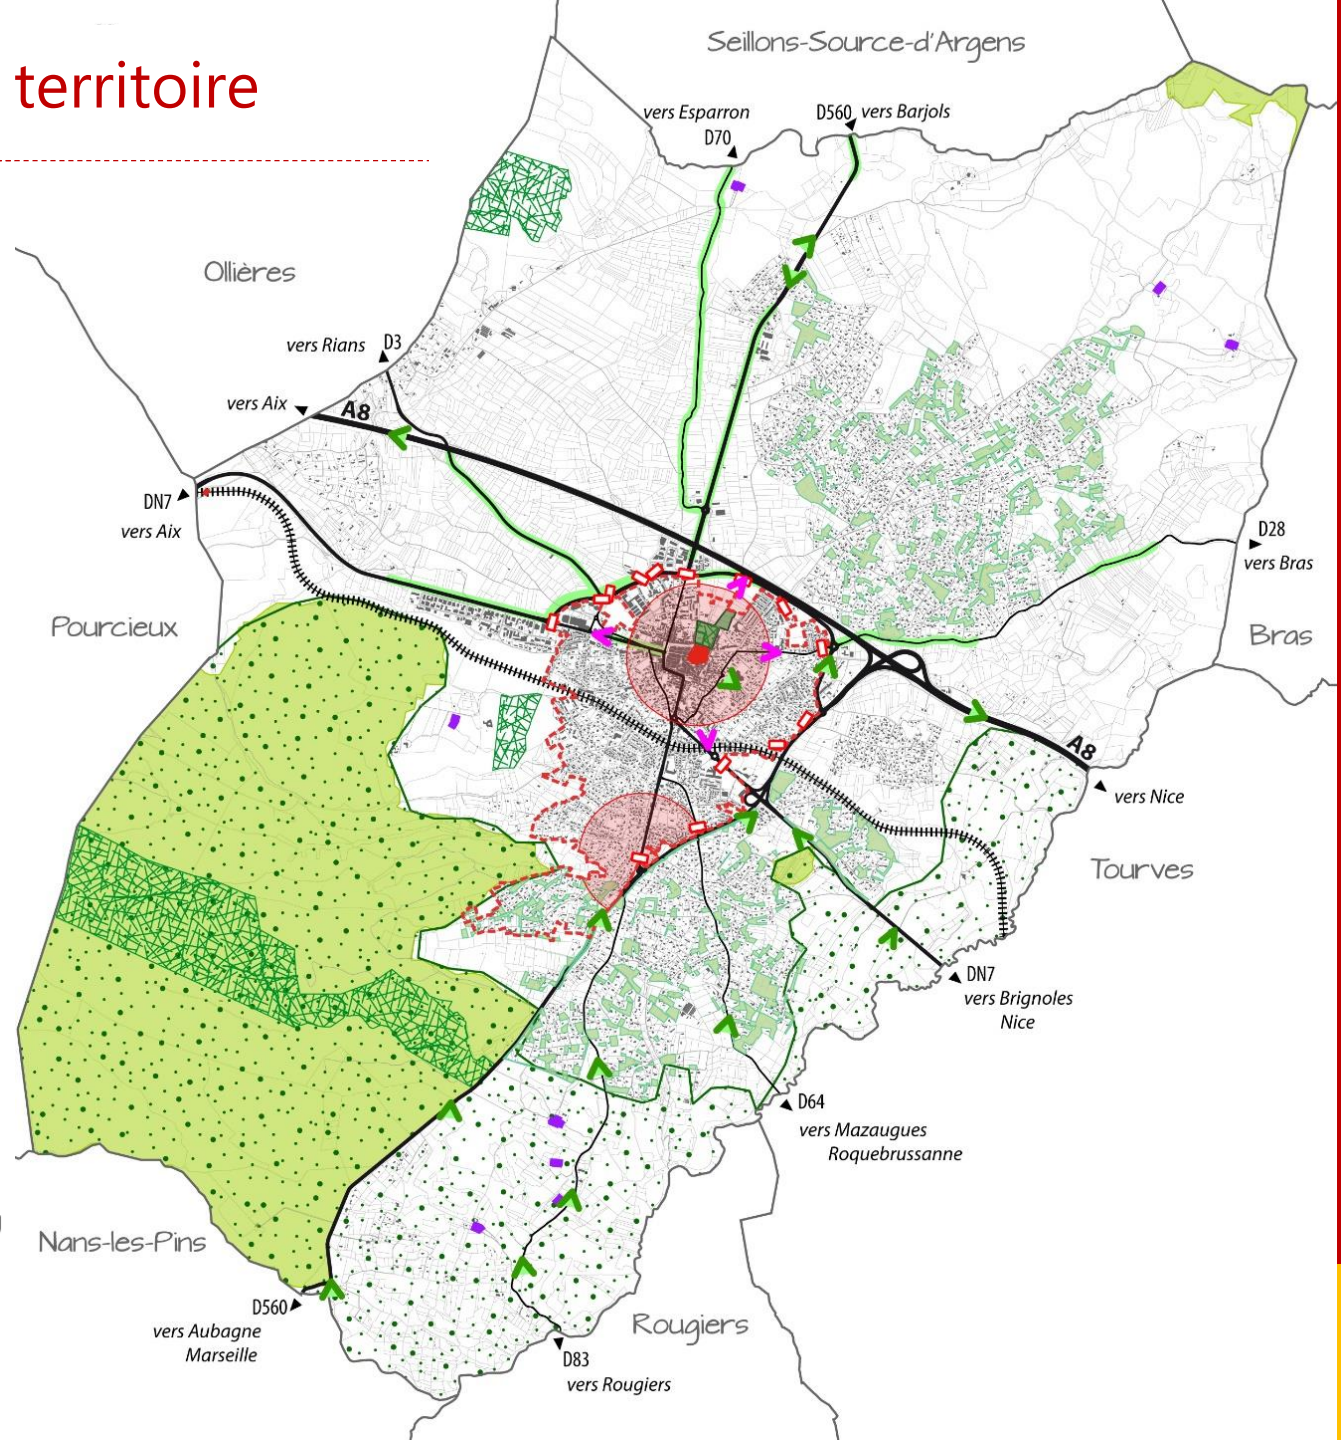 territoire
Seillons-Source-d'Argens
vers Esparron
D70
D560 vers Barjols
Ollières
vers Rians D3
vers Aix
A8
DN7
vers Aix
D28
vers Bras
Pourcieux
Bras
A8
vers Nice
Tourves
DN7
vers Brignoles
Nice
D64
vers Mazaugues
Roquebrussanne
Nans-les-Pins
D560
vers Aubagne
Marseille
Rougiers
D83
vers Rougiers